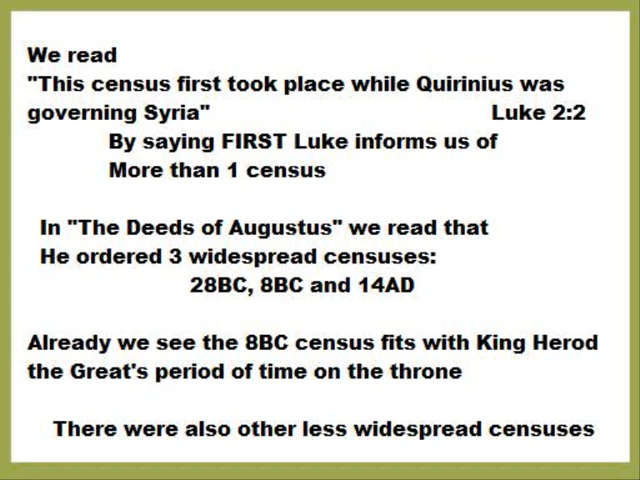 We read
"This census first took place while Quirinius was
governing Syria" Luke 2:2
By saying FIRST Luke informs us of
More than 1 census
In "The Deeds of Augustus" we read that
He ordered 3 widespread censuses:
28BC, 8BC and 14AD
Already we see the 8BC census fits with King Herod
the Great's period of time on the throne
There were also other less widespread censuses